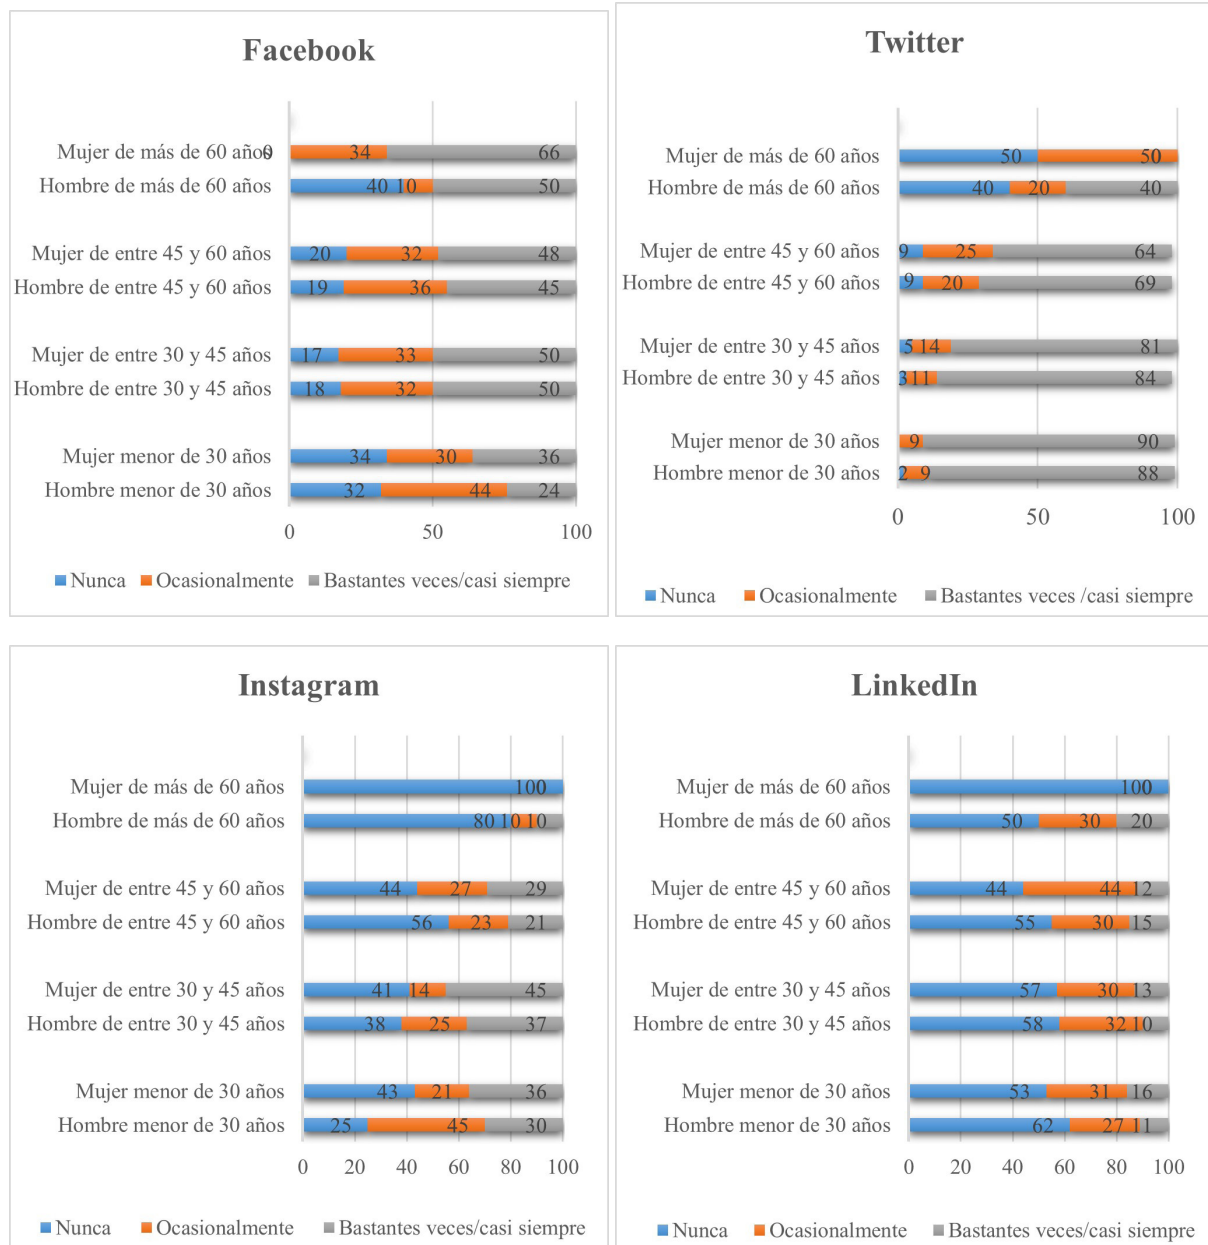 Facebook
Mujer de más de 60 años 0 34 66
Hombre de más de 60 años 40 10 50
Mujer de entre 45 y 60 años 20 32 48
Hombre de entre 45 y 60 años 19 36 45
Mujer de entre 30 y 45 años 17 33 50
Hombre de entre 30 y 45 años 18 32 50
Mujer menor de 30 años 34 30 36
Hombre menor de 30 años 32 44 24
0 50 100
Nunca Ocasionalmente Bastantes veces/casi siempre
Twitter
Mujer de más de 60 años 50 50
Hombre de más de 60 años 40 20 40
Mujer de entre 45 y 60 años 9 25 64
Hombre de entre 45 y 60 años 9 20 69
Mujer de entre 30 y 45 años 5 14 81
Hombre de entre 30 y 45 años 3 11 84
Mujer menor de 30 años 9 90
Hombre menor de 30 años 2 9 88
0 50 100
Nunca Ocasionalmente Bastantes veces /casi siempre
Instagram
Mujer de más de 60 años 100
Hombre de más de 60 años 80 10 10
Mujer de entre 45 y 60 años 44 27 29
Hombre de entre 45 y 60 años 56 23 21
Mujer de entre 30 y 45 años 41 14 45
Hombre de entre 30 y 45 años 38 25 37
Mujer menor de 30 años 43 21 36
Hombre menor de 30 años 25 45 30
0 20 40 60 80 100
Nunca Ocasionalmente Bastantes veces/casi siempre
LinkedIn
Mujer de más de 60 años 100
Hombre de más de 60 años 50 30 20
Mujer de entre 45 y 60 años 44 44 12
Hombre de entre 45 y 60 años 55 30 15
Mujer de entre 30 y 45 años 57 30 13
Hombre de entre 30 y 45 años 58 32 10
Mujer menor de 30 años 53 31 16
Hombre menor de 30 años 62 27 11
0 20 40 60 80 100
Nunca Ocasionalmente Bastantes veces/casi siempre